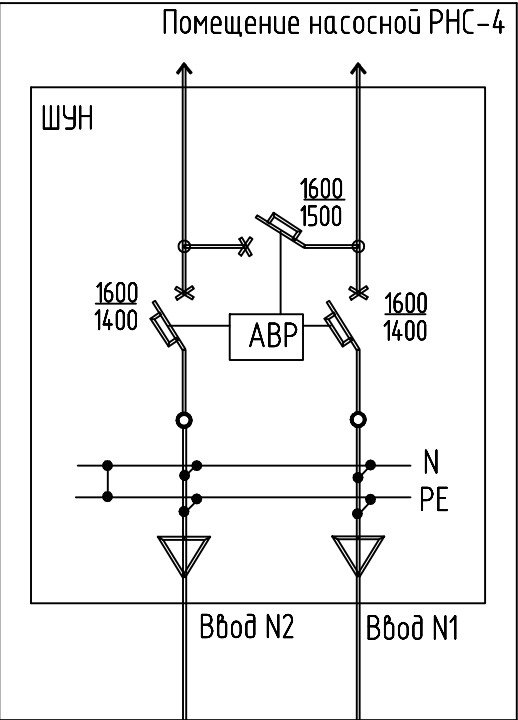 Помещение насосной РНС-4
ШУН
1600
1500
1600
1400
АВР
1600
1400
N
PE
Ввод N2
Ввод N1